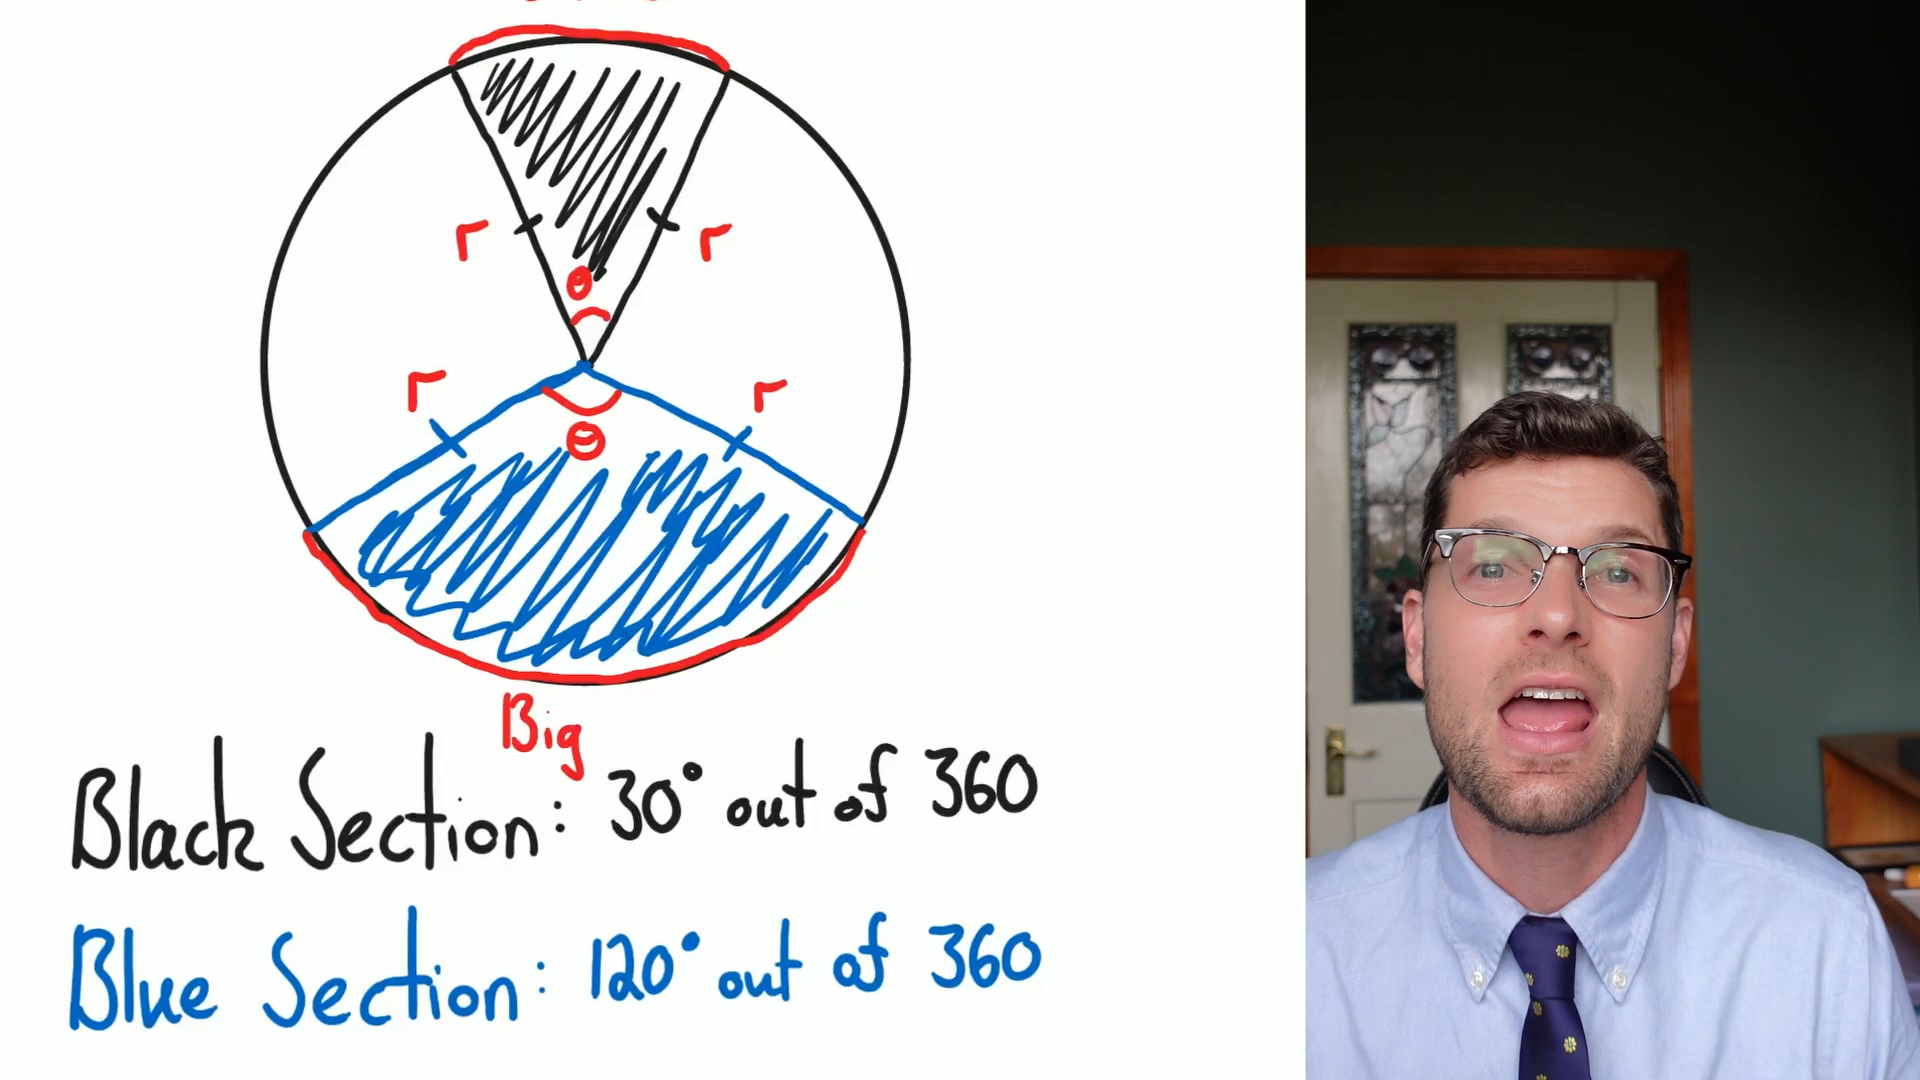 r r
θ
r r
θ
Big
Black Section: 30° out of 360
Blue Section: 120° out of 360